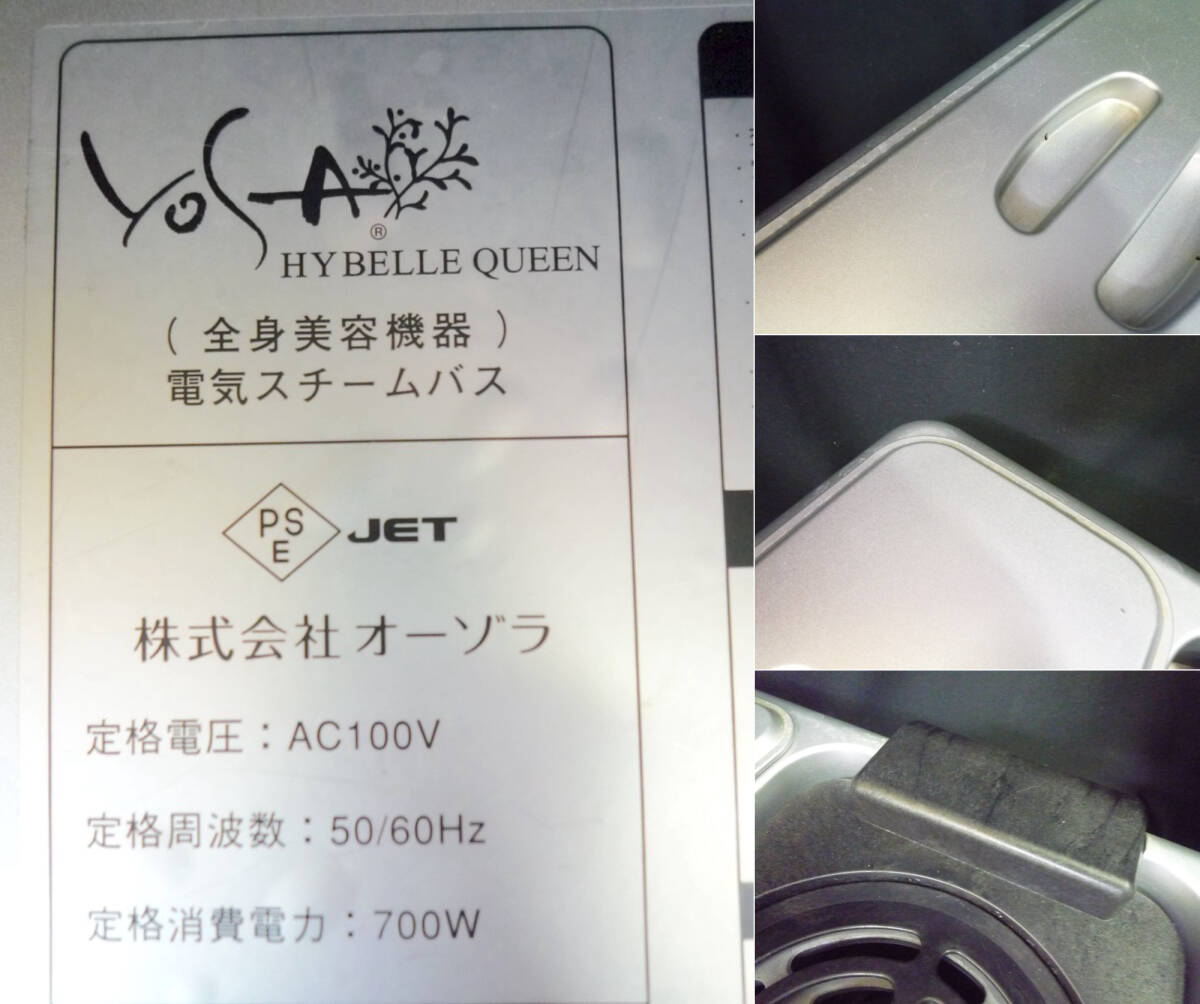 YOSA
®
HYBELLE QUEEN
( 全身美容機器 )
電気スチームバス
PS
E
JET
株式会社オーゾラ
定格電圧：AC100V
定格周波数：50/60Hz
定格消費電力：700W